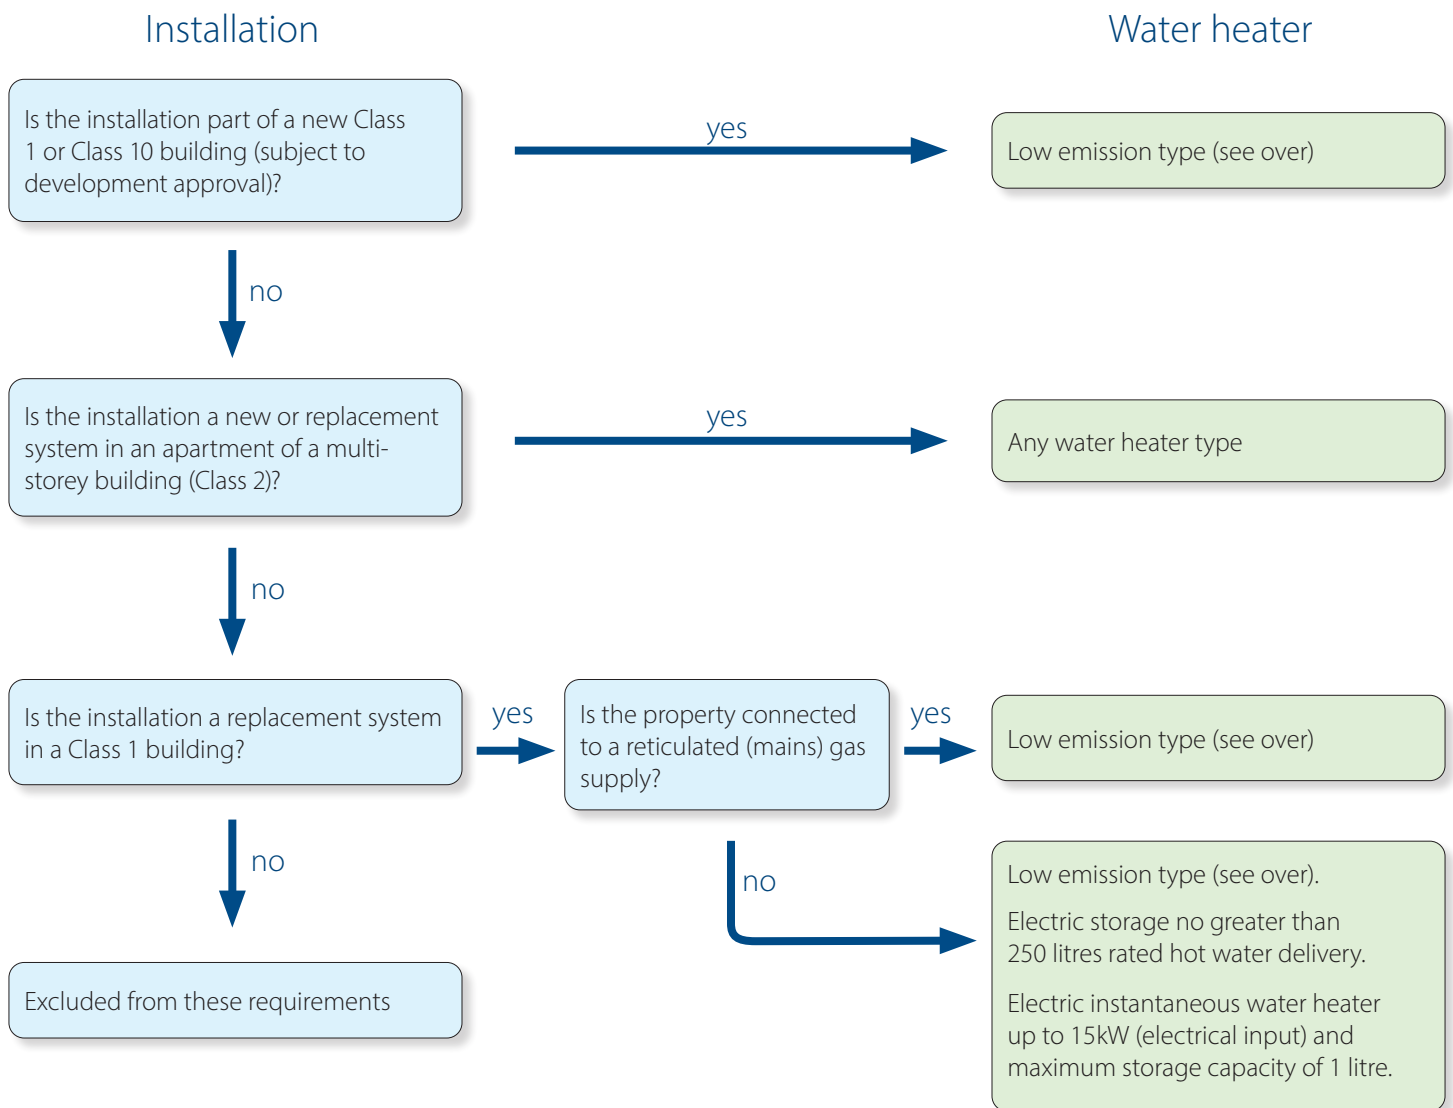 Installation
Water heater
Is the installation part of a new Class
1 or Class 10 building (subject to
development approval)?
yes
Low emission type (see over)
no
Is the installation a new or replacement
system in an apartment of a multi-
storey building (Class 2)?
yes
Any water heater type
no
Is the installation a replacement system
in a Class 1 building?
yes
Is the property connected
to a reticulated (mains) gas
supply?
yes
Low emission type (see over)
no
no
Low emission type (see over).
Electric storage no greater than
250 litres rated hot water delivery.
Electric instantaneous water heater
up to 15kW (electrical input) and
maximum storage capacity of 1 litre.
Excluded from these requirements